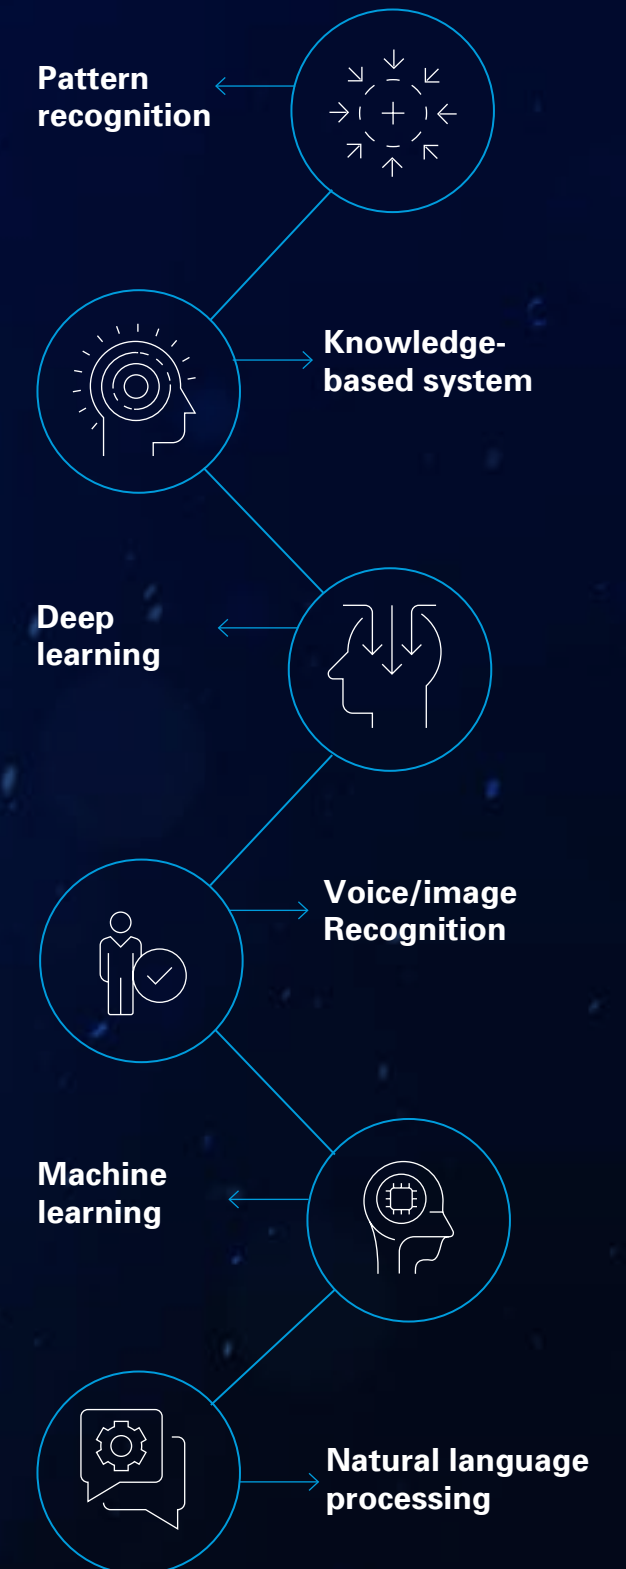 Pattern
recognition
Knowledge-
based system
Deep
learning
Voice/image
Recognition
Machine
learning
Natural language
processing